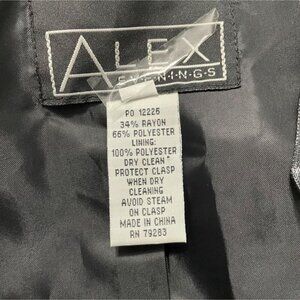 ALEX
EVENINGS
PO 12226
34% RAYON
66% POLYESTER
LINING:
100% POLYESTER
DRY CLEAN*
PROTECT CLASP
WHEN DRY
CLEANING
AVOID STEAM
ON CLASP
MADE IN CHINA
RN 79283